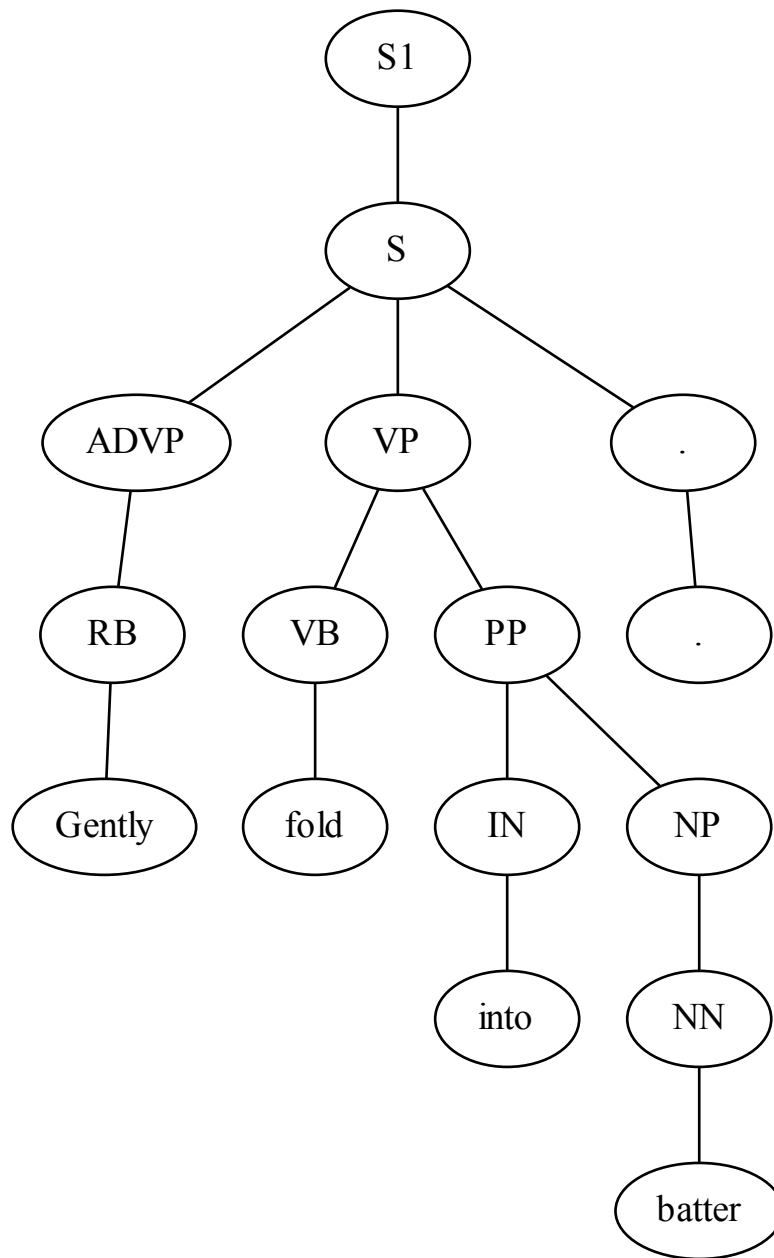 S1
S
ADVP VP .
RB VB PP .
Gently fold IN NP
into NN
batter